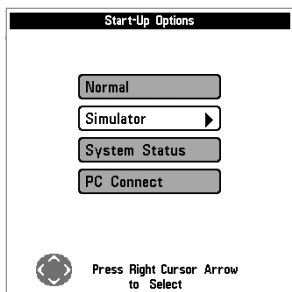 Start-Up Options
Normal
Simulator
System Status
PC Connect
Press Right Cursor Arrow
to Select